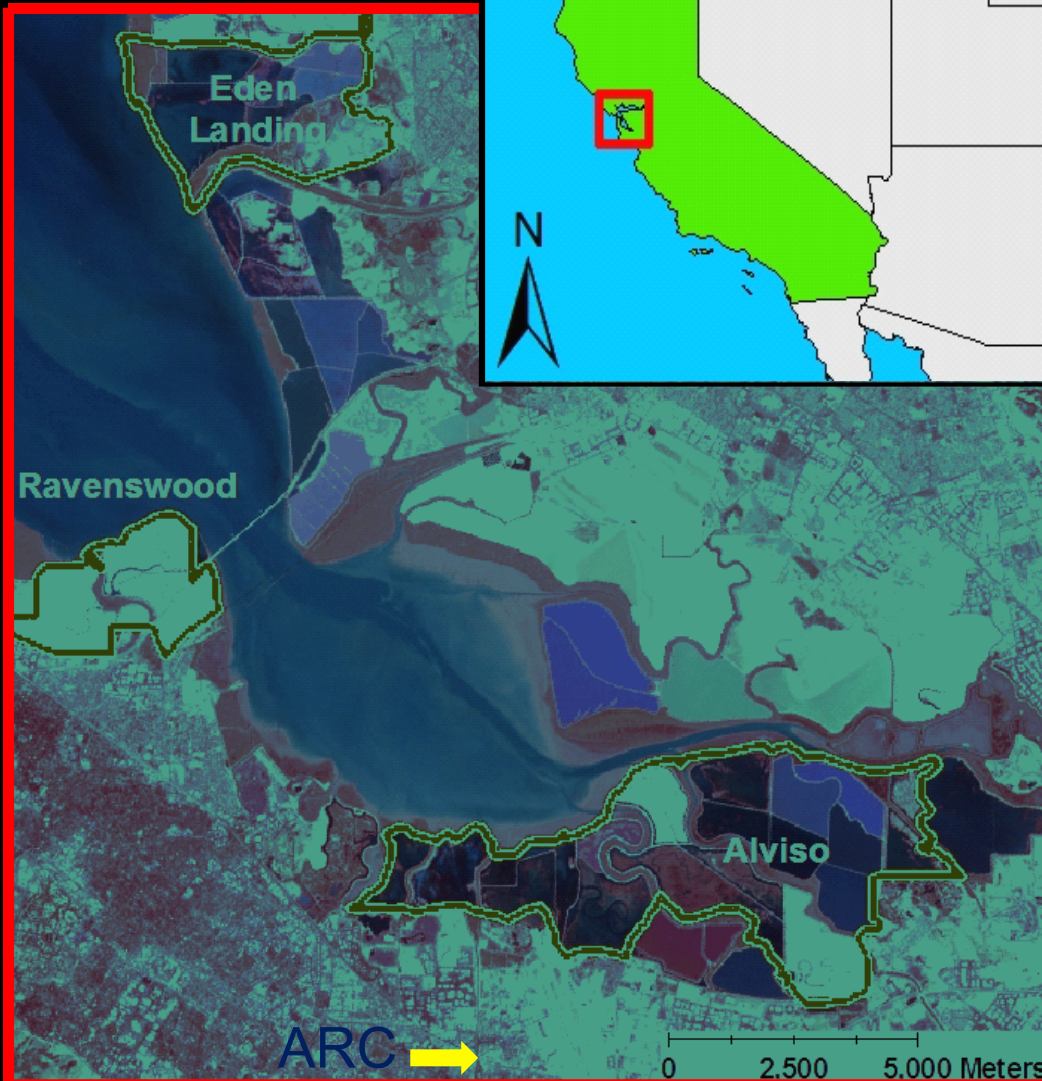 Eden
Landing
N
Ravenswood
Alviso
ARC
0 2,500 5,000 Meters